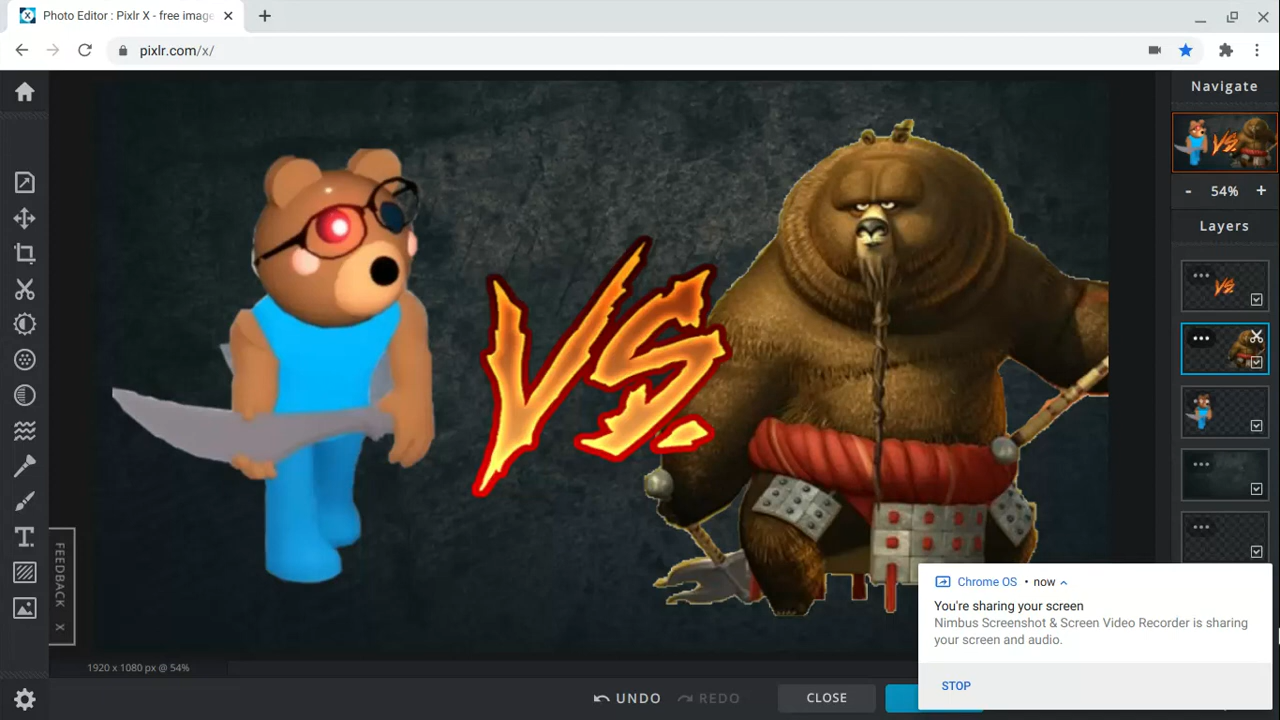 Photo Editor : Pixlr X - free image
pixlr.com/x/
Navigate
VS
- 54% +
Layers
VS.
VS
FEEDBACK X
Chrome OS • now
You're sharing your screen
Nimbus Screenshot & Screen Video Recorder is sharing
your screen and audio.
STOP
1920 x 1080 px @ 54%
UNDO
REDO
CLOSE